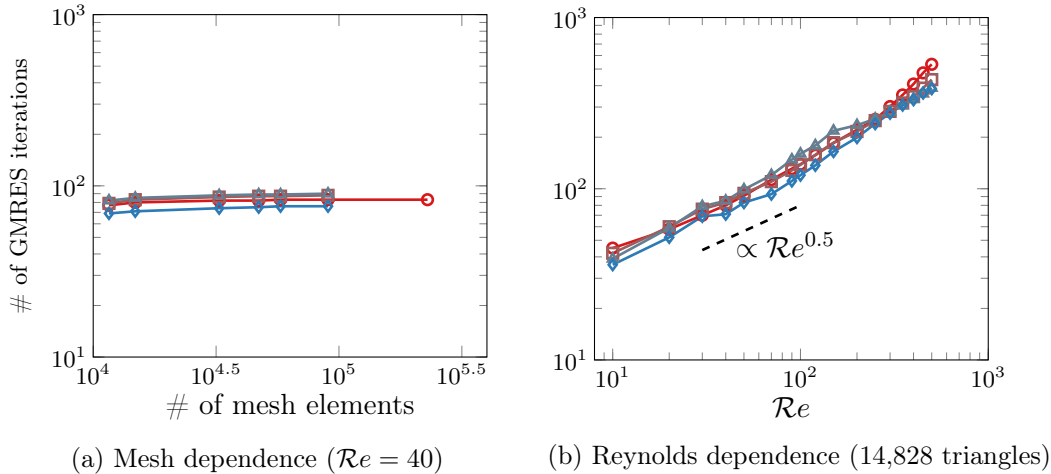 10^3
10^2
10^1
# of GMRES iterations
10^4
10^4.5
10^5
10^5.5
# of mesh elements
(a) Mesh dependence (Re = 40)
10^3
10^2
10^1
∝ Re^0.5
10^1
10^2
10^3
Re
(b) Reynolds dependence (14,828 triangles)